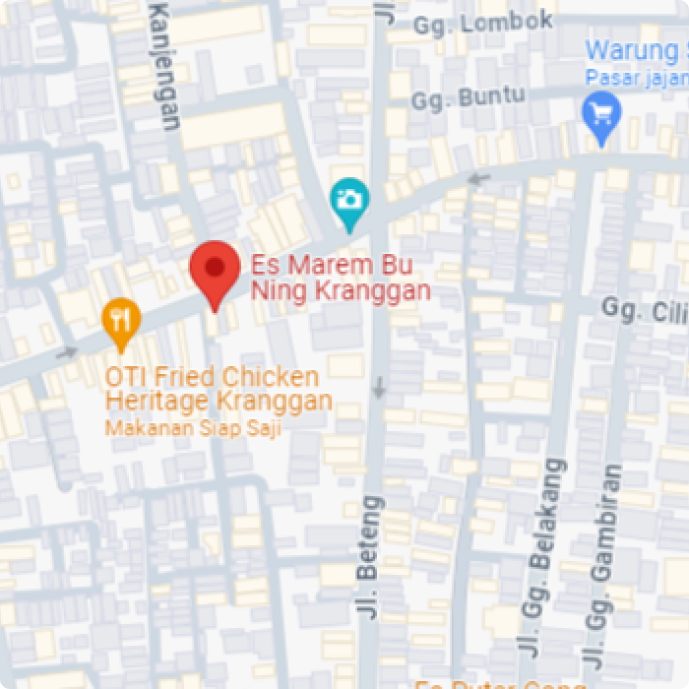 Kanjengan
Jl.
Gg. Lombok
Warung
Pasar jajan
Gg. Buntu
Es Marem Bu
Ning Kranggan
Gg. Cili
OTI Fried Chicken
Heritage Kranggan
Makanan Siap Saji
Jl. Beteng
Jl. Gg. Belakang
Jl. Gg. Gambiran